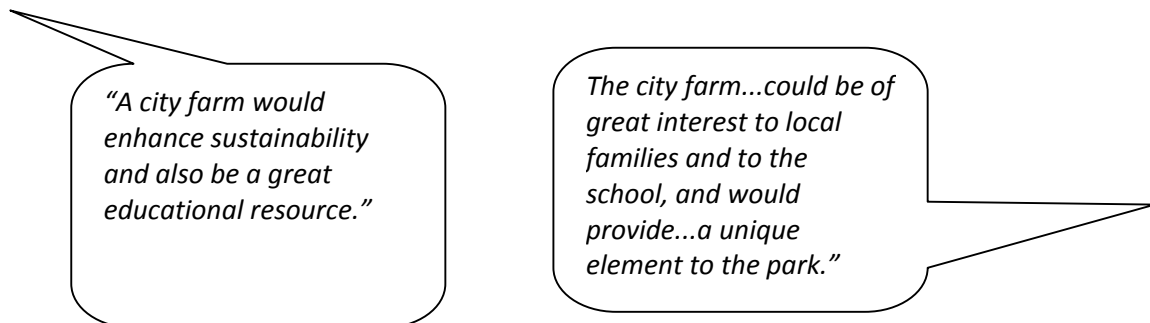 “A city farm would
enhance sustainability
and also be a great
educational resource.”
The city farm...could be of
great interest to local
families and to the
school, and would
provide...a unique
element to the park.”